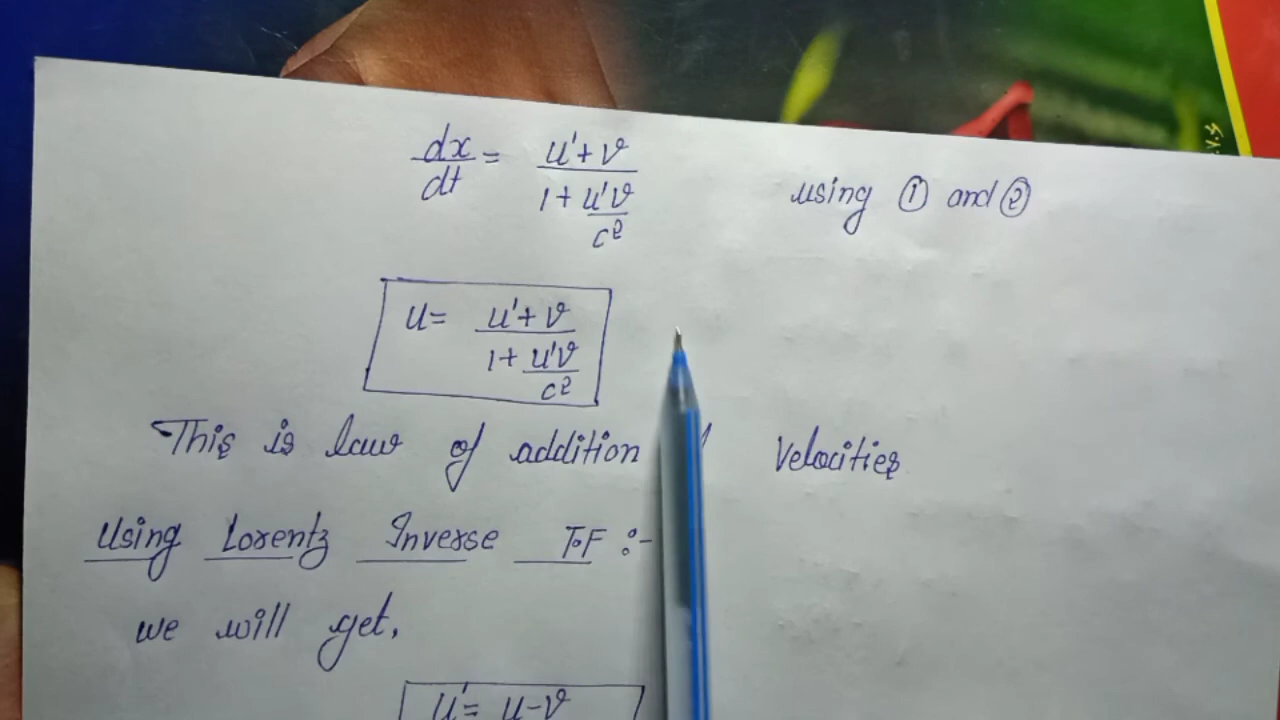 dx/dt = u'+v / 1 + u'v/c² using ① and ②
u = u'+v / 1 + u'v/c²
This is law of addition Velocities
Using Lorentz Inverse T.F :-
we will get,
u' = u-v